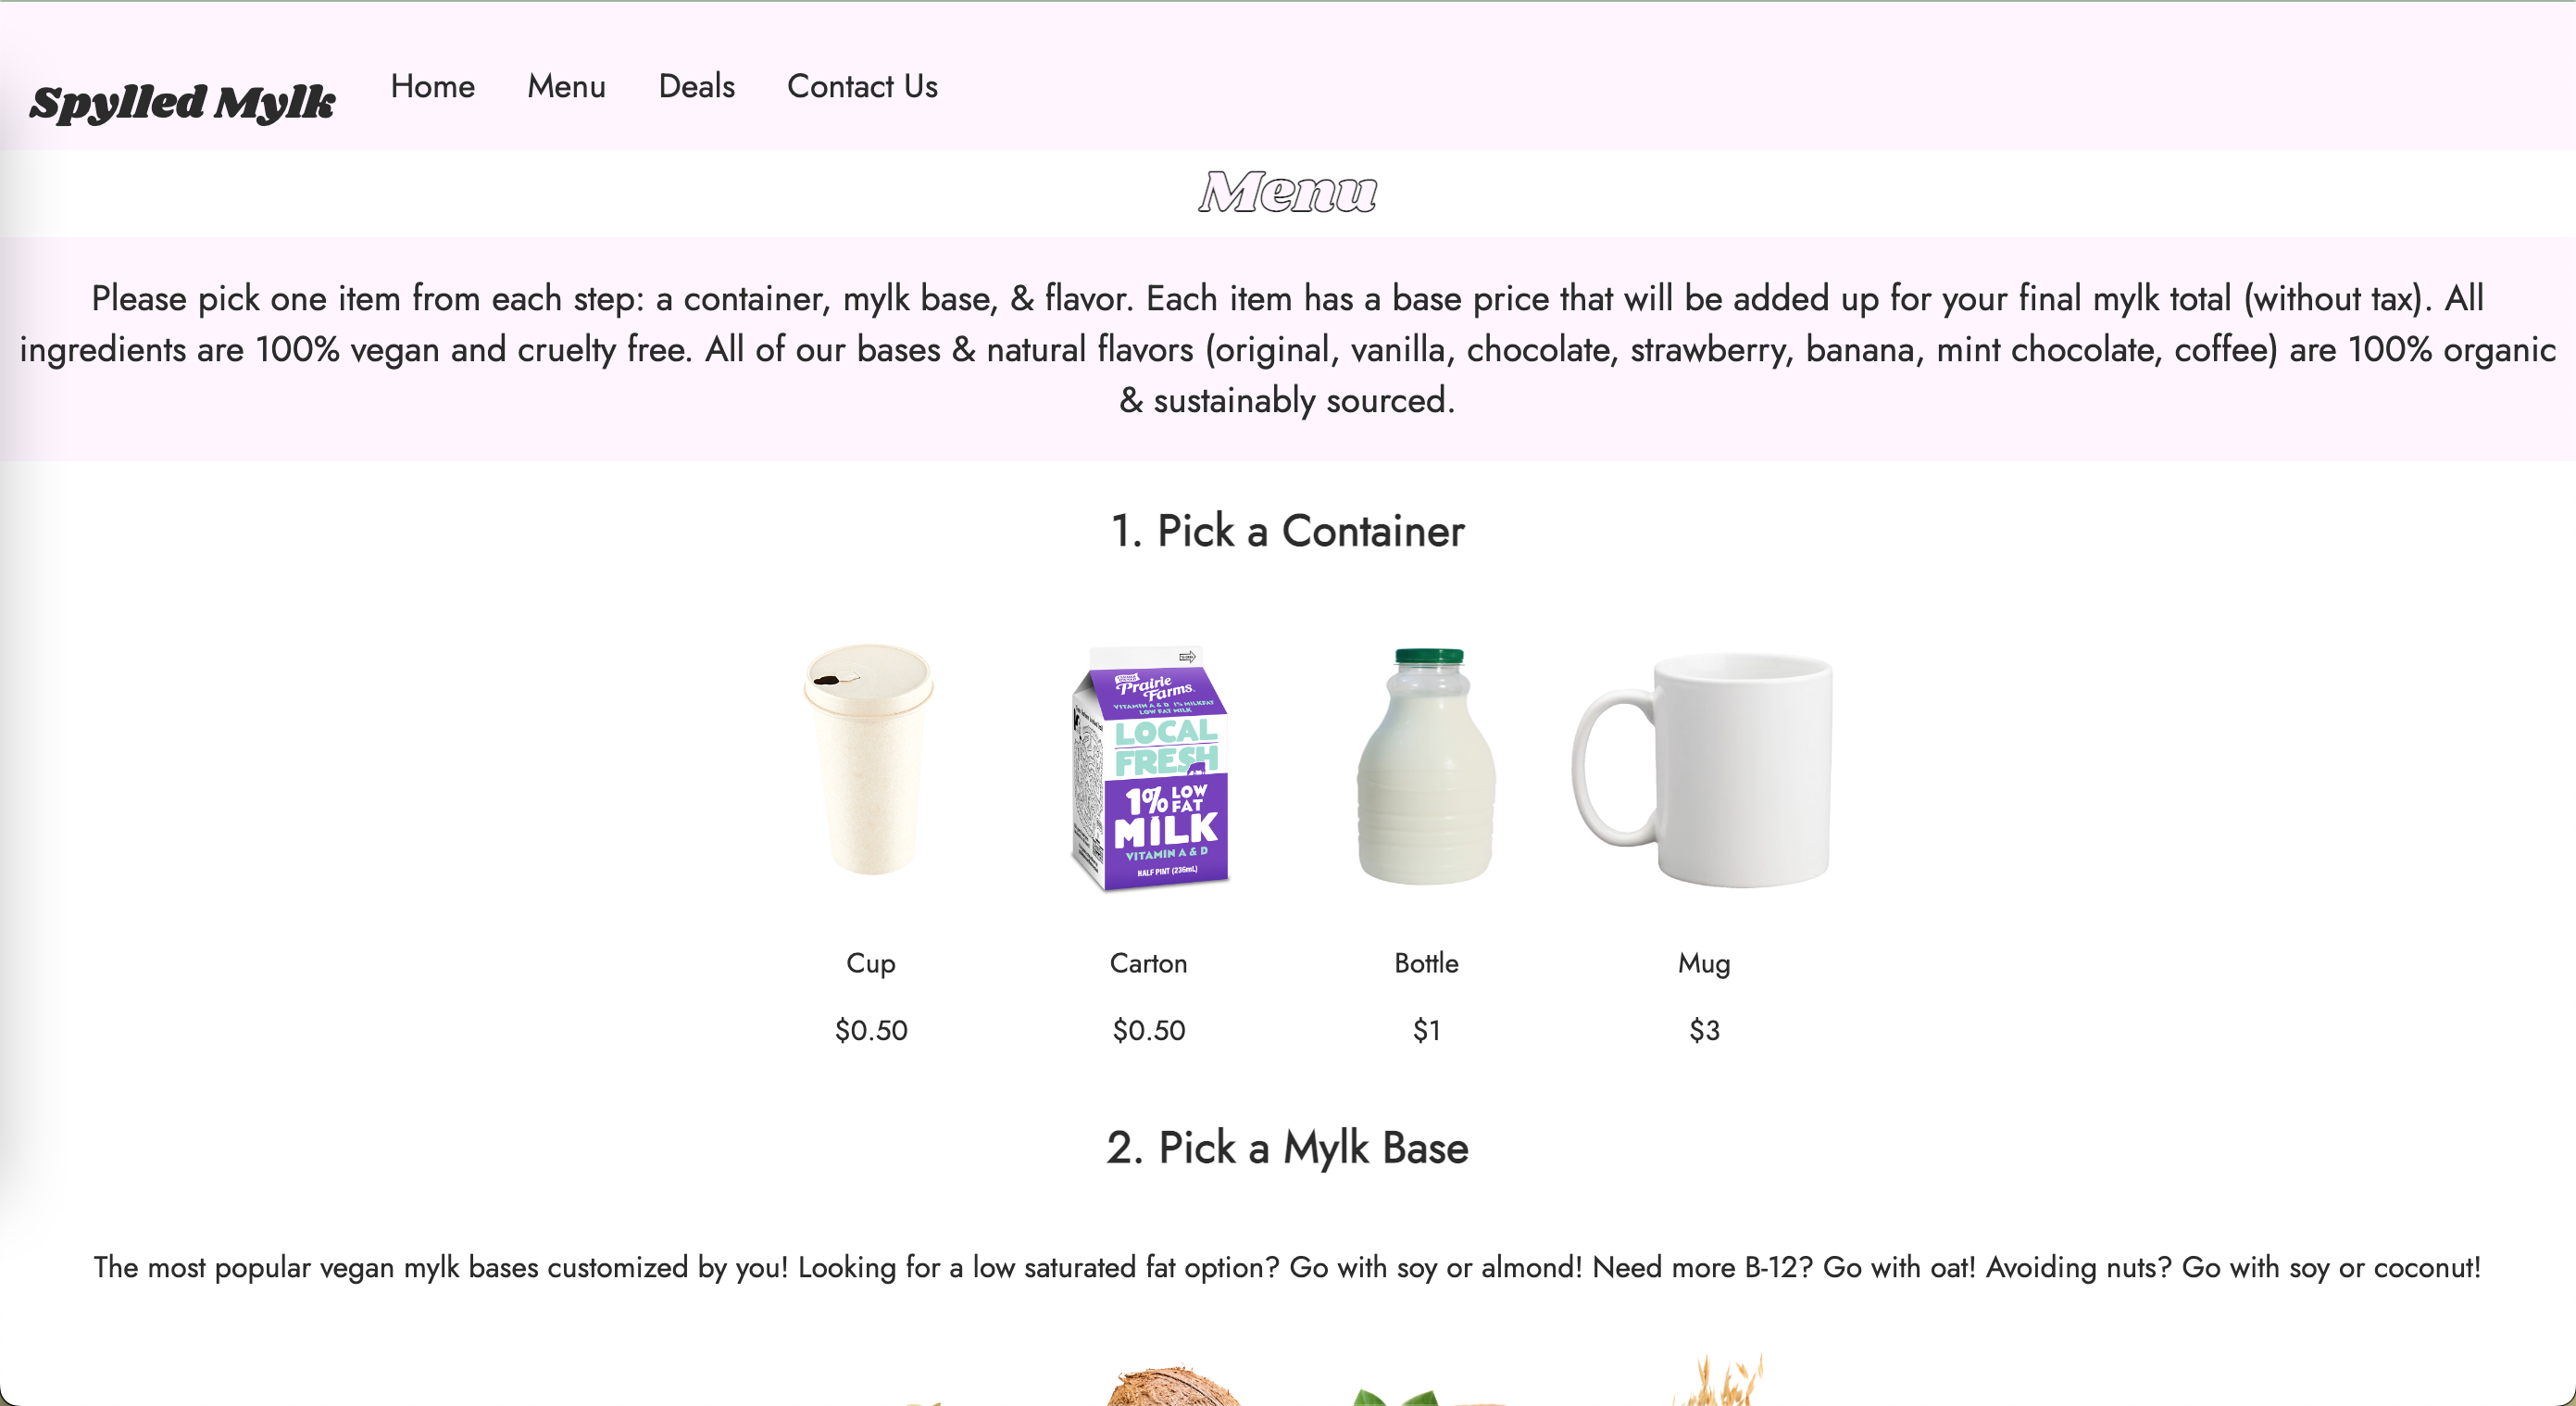 Spylled Mylk
Home Menu Deals Contact Us
Menu
Please pick one item from each step: a container, mylk base, & flavor. Each item has a base price that will be added up for your final mylk total (without tax). All
ingredients are 100% vegan and cruelty free. All of our bases & natural flavors (original, vanilla, chocolate, strawberry, banana, mint chocolate, coffee) are 100% organic
& sustainably sourced.
1. Pick a Container
Prairie
Farms
VITAMIN A & D 1% MILKFAT
LOW FAT MILK
LOCAL
FRESH
1% LOW
FAT
MILK
VITAMIN A & D
HALF PINT (236mL)
Cup
Carton
Bottle
Mug
$0.50
$0.50
$1
$3
2. Pick a Mylk Base
The most popular vegan mylk bases customized by you! Looking for a low saturated fat option? Go with soy or almond! Need more B-12? Go with oat! Avoiding nuts? Go with soy or coconut!